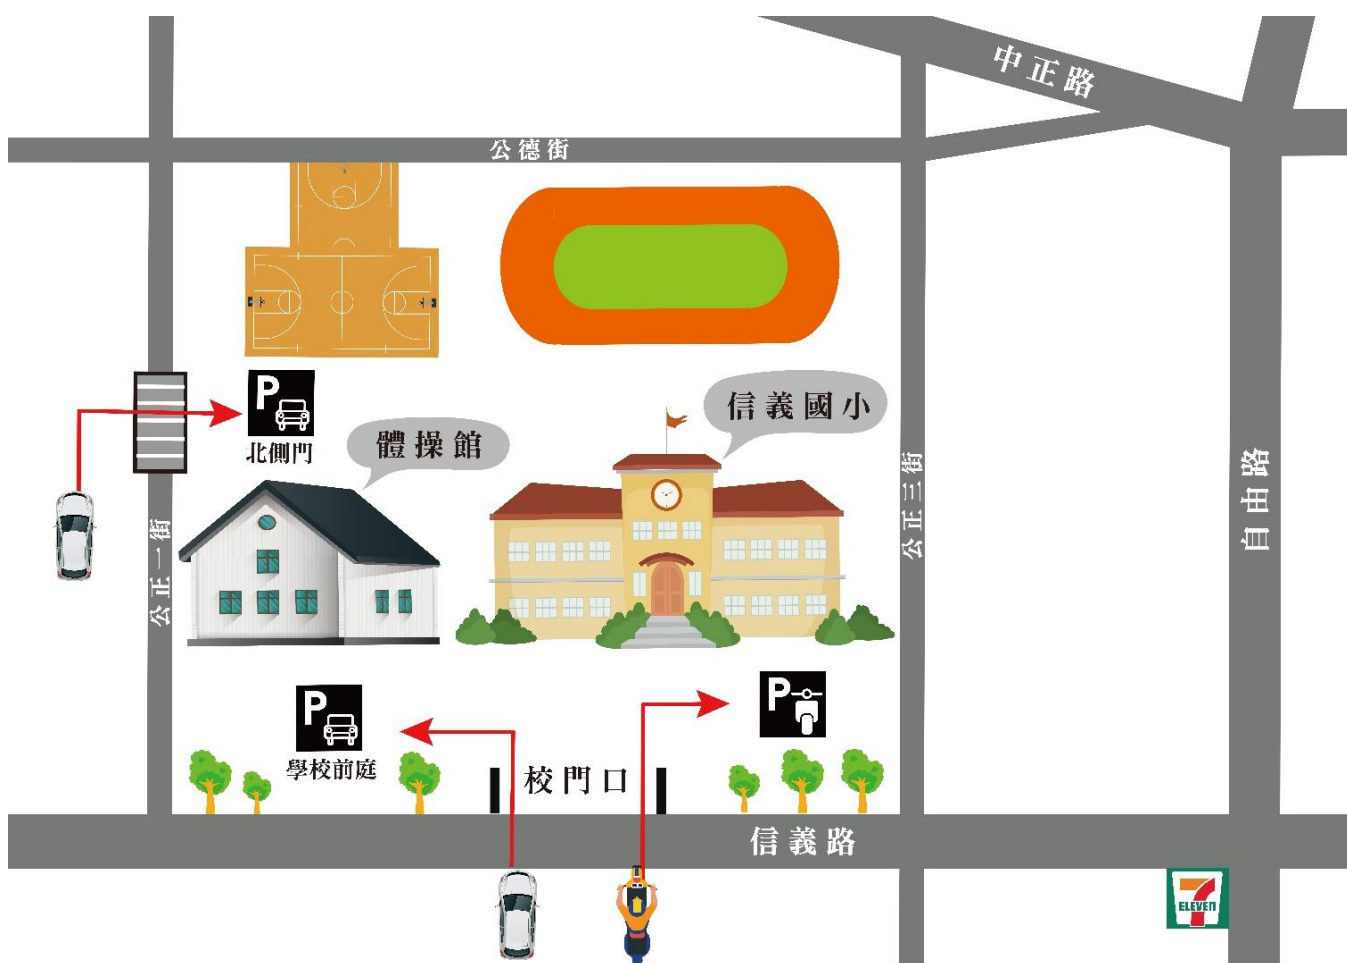 中正路
公德街
P
北側門
體操館
信義國小
公正一街
公正三街
自由路
P
學校前庭
校門口
P
信義路
7
ELEVEn